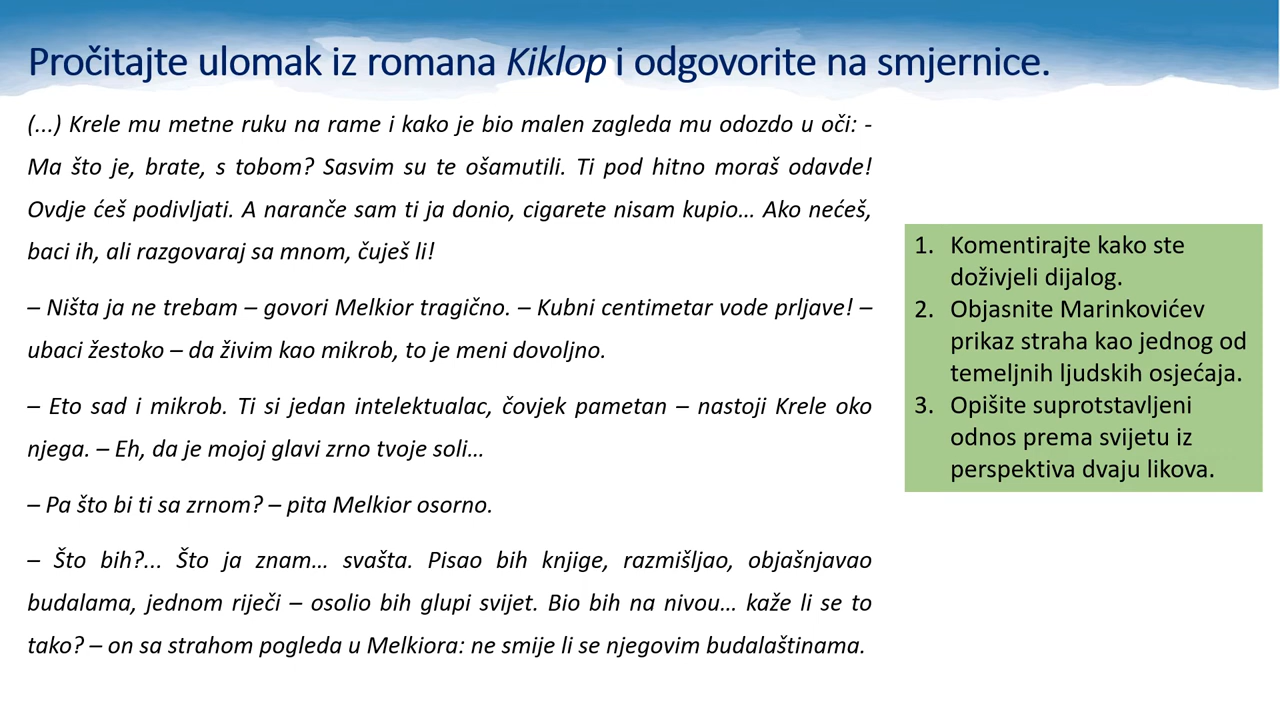 Pročitajte ulomak iz romana Kiklop i odgovorite na smjernice.
(...) Krele mu metne ruku na rame i kako je bio malen zagleda mu odozdo u oči: -
Ma što je, brate, s tobom? Sasvim su te ošamutili. Ti pod hitno moraš odavde!
Ovdje ćeš podivljati. A naranče sam ti ja donio, cigarete nisam kupio... Ako nećeš,
baci ih, ali razgovaraj sa mnom, čuješ li!
– Ništa ja ne trebam – govori Melkior tragično. – Kubni centimetar vode prljave! –
ubaci žestoko – da živim kao mikrob, to je meni dovoljno.
– Eto sad i mikrob. Ti si jedan intelektualac, čovjek pametan – nastoji Krele oko
njega. – Eh, da je mojoj glavi zrno tvoje soli...
– Pa što bi ti sa zrnom? – pita Melkior osorno.
– Što bih?... Što ja znam... svašta. Pisao bih knjige, razmišljao, objašnjavao
budalama, jednom riječi – osolio bih glupi svijet. Bio bih na nivou... kaže li se to
tako? – on sa strahom pogleda u Melkiora: ne smije li se njegovim budalaštinama.
1. Komentirajte kako ste
doživjeli dijalog.
2. Objasnite Marinkovićev
prikaz straha kao jednog od
temeljnih ljudskih osjećaja.
3. Opišite suprotstavljeni
odnos prema svijetu iz
perspektiva dvaju likova.